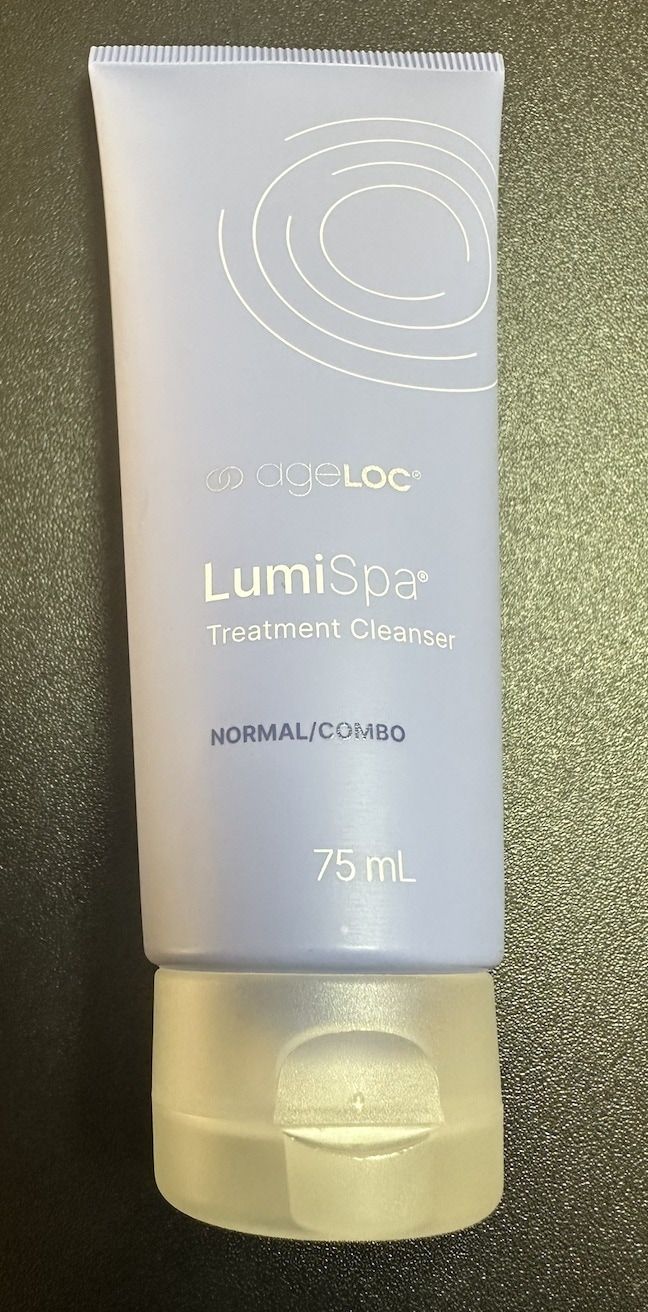 ageLOC®
LumiSpa®
Treatment Cleanser
NORMAL/COMBO
75 mL